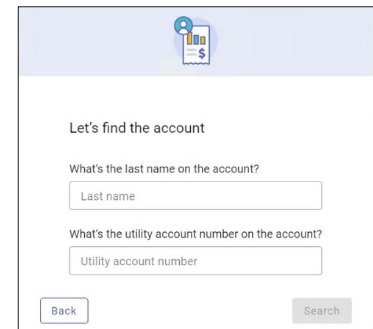 $
Let's find the account
What's the last name on the account?
Last name
What's the utility account number on the account?
Utility account number
Back
Search